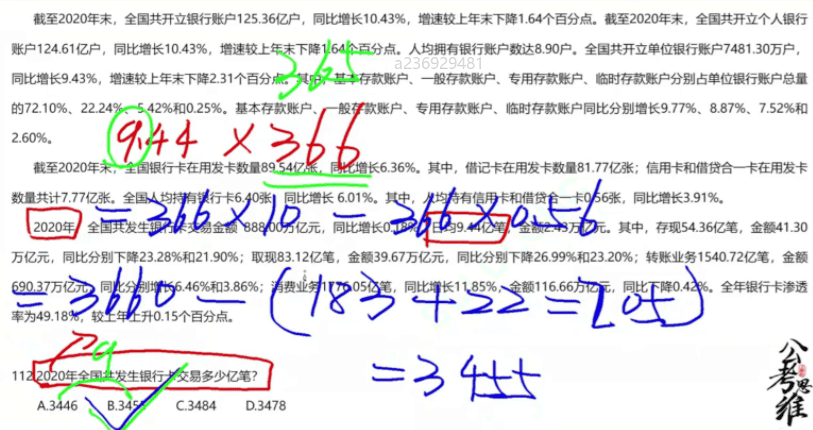 截至2020年末，全国共开立银行账户125.36亿户，同比增长10.43%，增速较上年末下降1.64个百分点。截至2020年末，全国共开立个人银行
账户124.61亿户，同比增长10.43%，增速较上年末下降1.64个百分点。人均拥有银行账户数达8.90户。全国共开立单位银行账户7481.30万户，
a236929481
365
同比增长9.43%，增速较上年末下降2.31个百分点。其中，基本存款账户、一般存款账户、专用存款账户、临时存款账户分别占单位银行账户总量
的72.10%、22.24%、5.42%和0.25%。基本存款账户、一般存款账户、专用存款账户、临时存款账户同比分别增长9.77%、8.87%、7.52%和
2.60%。
9.44 × 366
截至2020年末，全国银行卡在用发卡数量89.54亿张，同比增长6.36%。其中，借记卡在用发卡数量81.77亿张；信用卡和借贷合一卡在用发卡
数量共计7.77亿张。全国人均持有银行卡6.40张，同比增长 6.01%。其中，人均持有信用卡和借贷合一卡0.56张，同比增长3.91%。
= 366 × 10 - 366 × 0.56
2020年，全国共发生银行卡交易金额 888.00万亿元，同比增长0.18%，日均9.44亿笔，金额2.43万亿元。其中，存现54.36亿笔，金额41.30
万亿元，同比分别下降23.28%和21.90%；取现83.12亿笔，金额39.67万亿元，同比分别下降26.99%和23.20%；转账业务1540.72亿笔，金额
690.37万亿元，同比分别增长6.46%和3.86%；消费业务1776.05亿笔，同比增长11.85%，金额116.66万亿元，同比下降0.42%。全年银行卡渗透
= 3660 - (183 + 22 = 205)
率为49.18%，较上年上升0.15个百分点。
9
112.2020年全国共发生银行卡交易多少亿笔？
= 3455
A.3446 B.345 C.3484 D.3478
公考思维